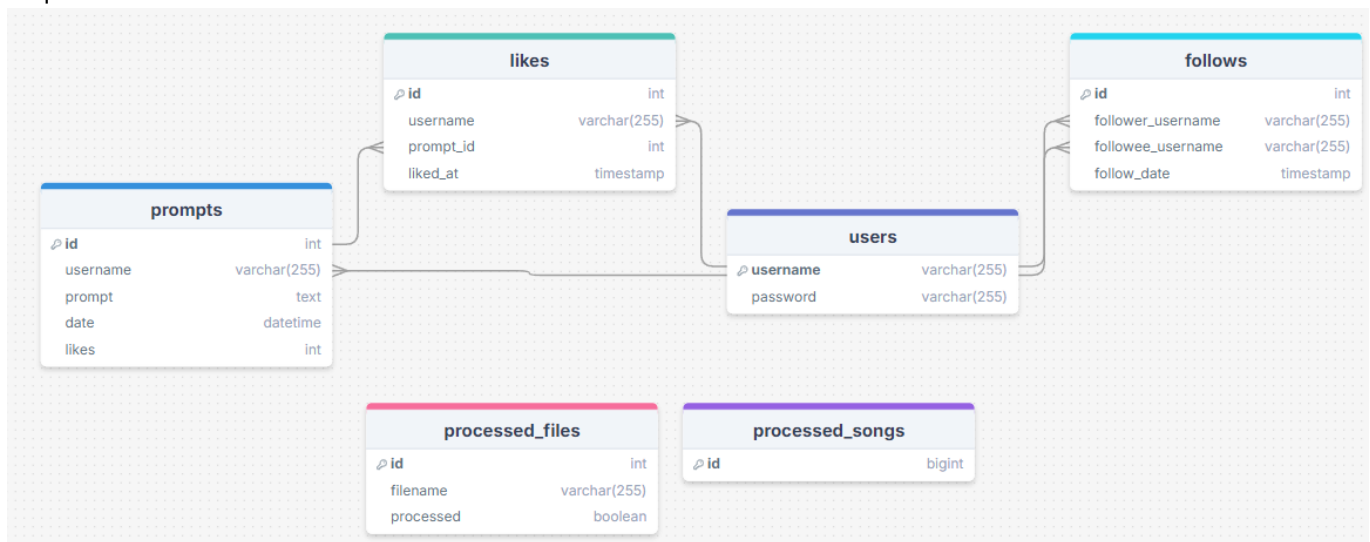 likes
id int
username varchar(255)
prompt_id int
liked_at timestamp
follows
id int
follower_username varchar(255)
followee_username varchar(255)
follow_date timestamp
prompts
id int
username varchar(255)
prompt text
date datetime
likes int
users
username varchar(255)
password varchar(255)
processed_files
id int
filename varchar(255)
processed boolean
processed_songs
id bigint